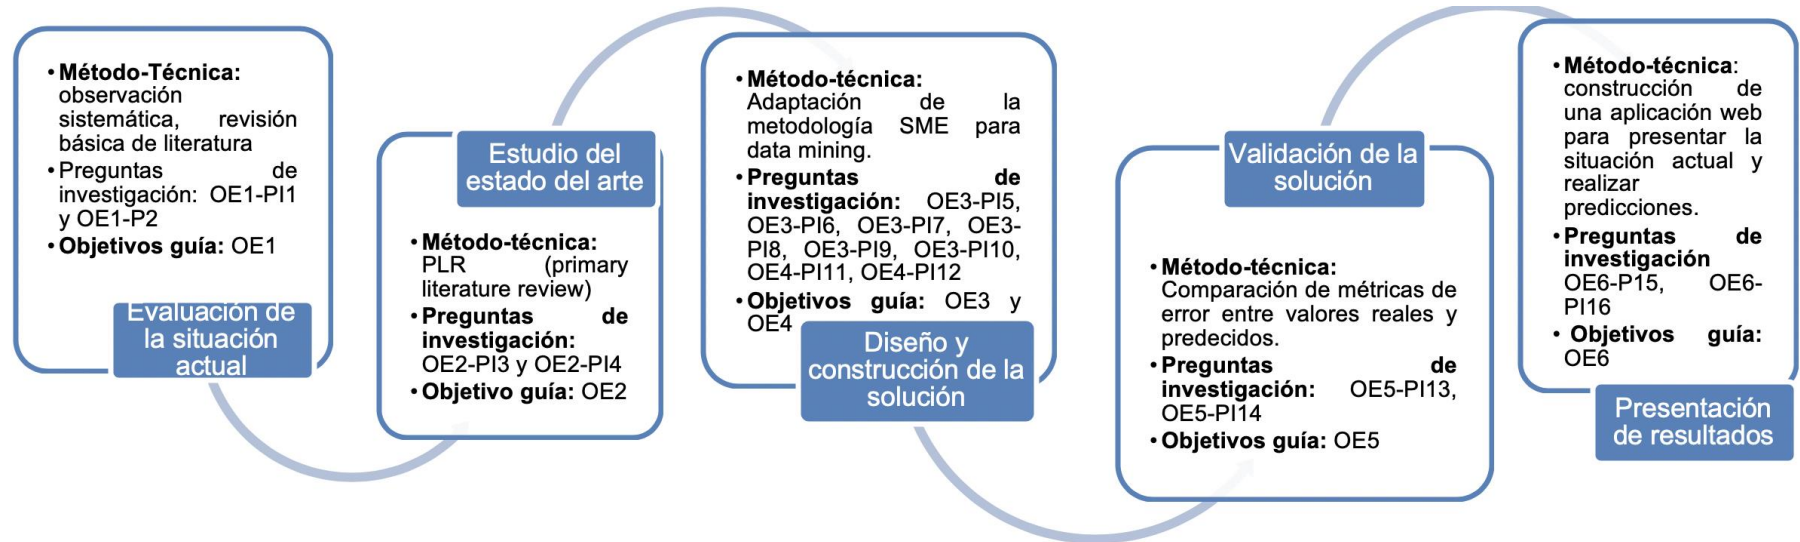 • Método-Técnica:
observación
sistemática, revisión
básica de literatura
• Preguntas de
investigación: OE1-PI1
y OE1-P2
• Objetivos guía: OE1
Evaluación de
la situación
actual
Estudio del
estado del arte
• Método-técnica:
PLR (primary
literature review)
• Preguntas de
investigación:
OE2-PI3 y OE2-PI4
• Objetivo guía: OE2
• Método-técnica:
Adaptación de la
metodología SME para
data mining.
• Preguntas de
investigación: OE3-PI5,
OE3-PI6, OE3-PI7, OE3-
PI8, OE3-PI9, OE3-PI10,
OE4-PI11, OE4-PI12
• Objetivos guía: OE3 y
OE4
Diseño y
construcción de la
solución
Validación de la
solución
• Método-técnica:
Comparación de métricas de
error entre valores reales y
predecidos.
• Preguntas de
investigación: OE5-PI13,
OE5-PI14
• Objetivos guía: OE5
• Método-técnica:
construcción de
una aplicación web
para presentar la
situación actual y
realizar
predicciones.
• Preguntas de
investigación
OE6-P15, OE6-
PI16
• Objetivos guía:
OE6
Presentación
de resultados